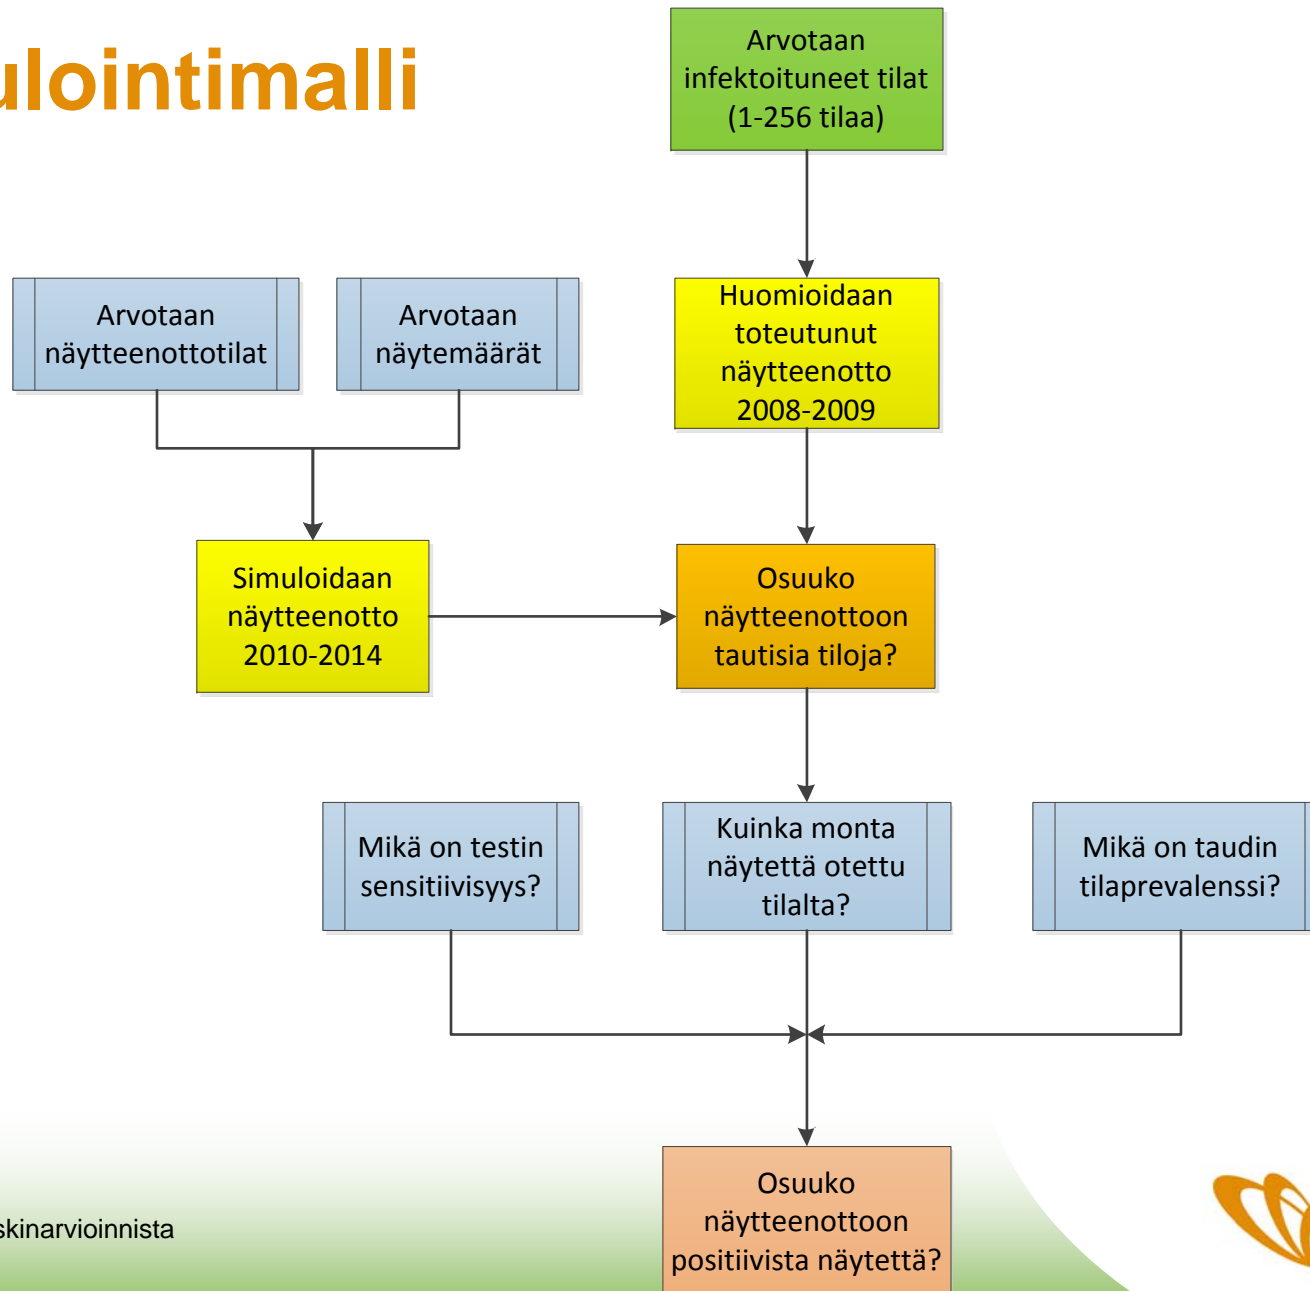 ulointimalli
Arvotaan
infektoituneet tilat
(1-256 tilaa)
Arvotaan
näytteenottotilat
Arvotaan
näytemäärät
Huomioidaan
toteutunut
näytteenotto
2008-2009
Simuloidaan
näytteenotto
2010-2014
Osuuko
näytteenottoon
tautisia tiloja?
Mikä on testin
sensitiivisyys?
Kuinka monta
näytettä otettu
tilalta?
Mikä on taudin
tilaprevalenssi?
Osuuko
näytteenottoon
positiivista näytettä?
skinarvioinnista